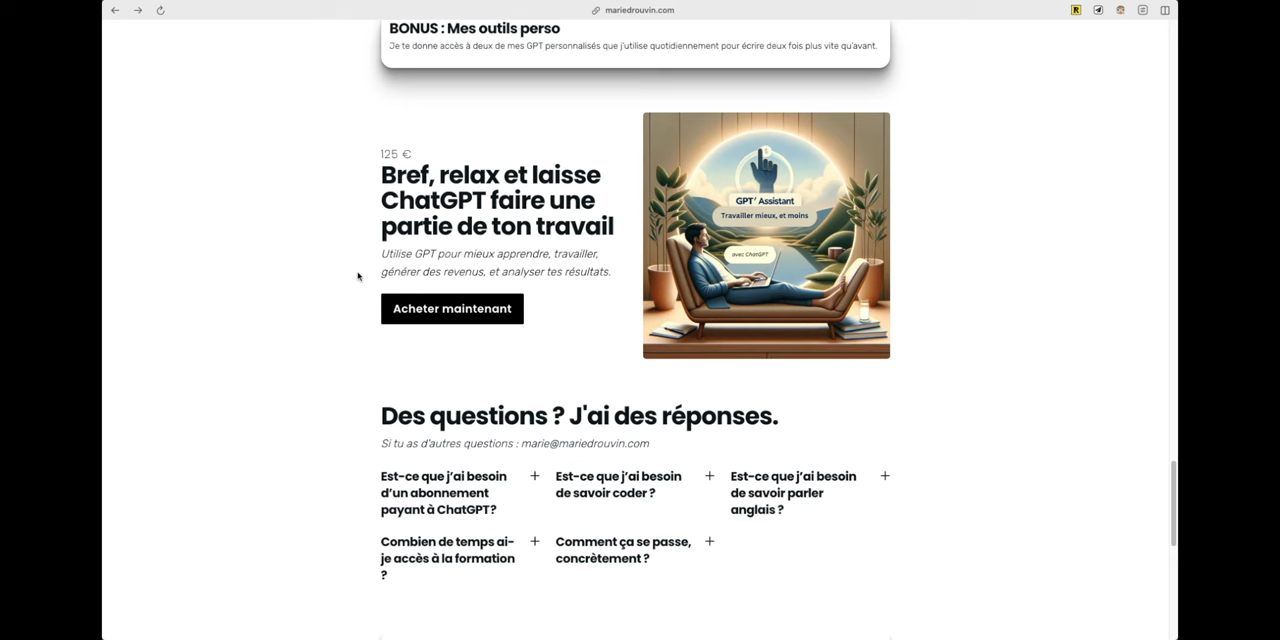 mariedrouvin.com
R
BONUS : Mes outils perso
Je te donne accès à deux de mes GPT personnalisés que j'utilise quotidiennement pour écrire deux fois plus vite qu'avant.
125 €
Bref, relax et laisse
ChatGPT faire une
partie de ton travail
Utilise GPT pour mieux apprendre, travailler,
générer des revenus, et analyser tes résultats.
Acheter maintenant
GPT' Assistant
Travailler mieux, et moins
avec ChatGPT
Des questions ? J'ai des réponses.
Si tu as d'autres questions : marie@mariedrouvin.com
Est-ce que j'ai besoin
d'un abonnement
payant à ChatGPT?
Est-ce que j'ai besoin
de savoir coder ?
Est-ce que j'ai besoin
de savoir parler
anglais ?
Combien de temps ai-
je accès à la formation
?
Comment ça se passe,
concrètement ?